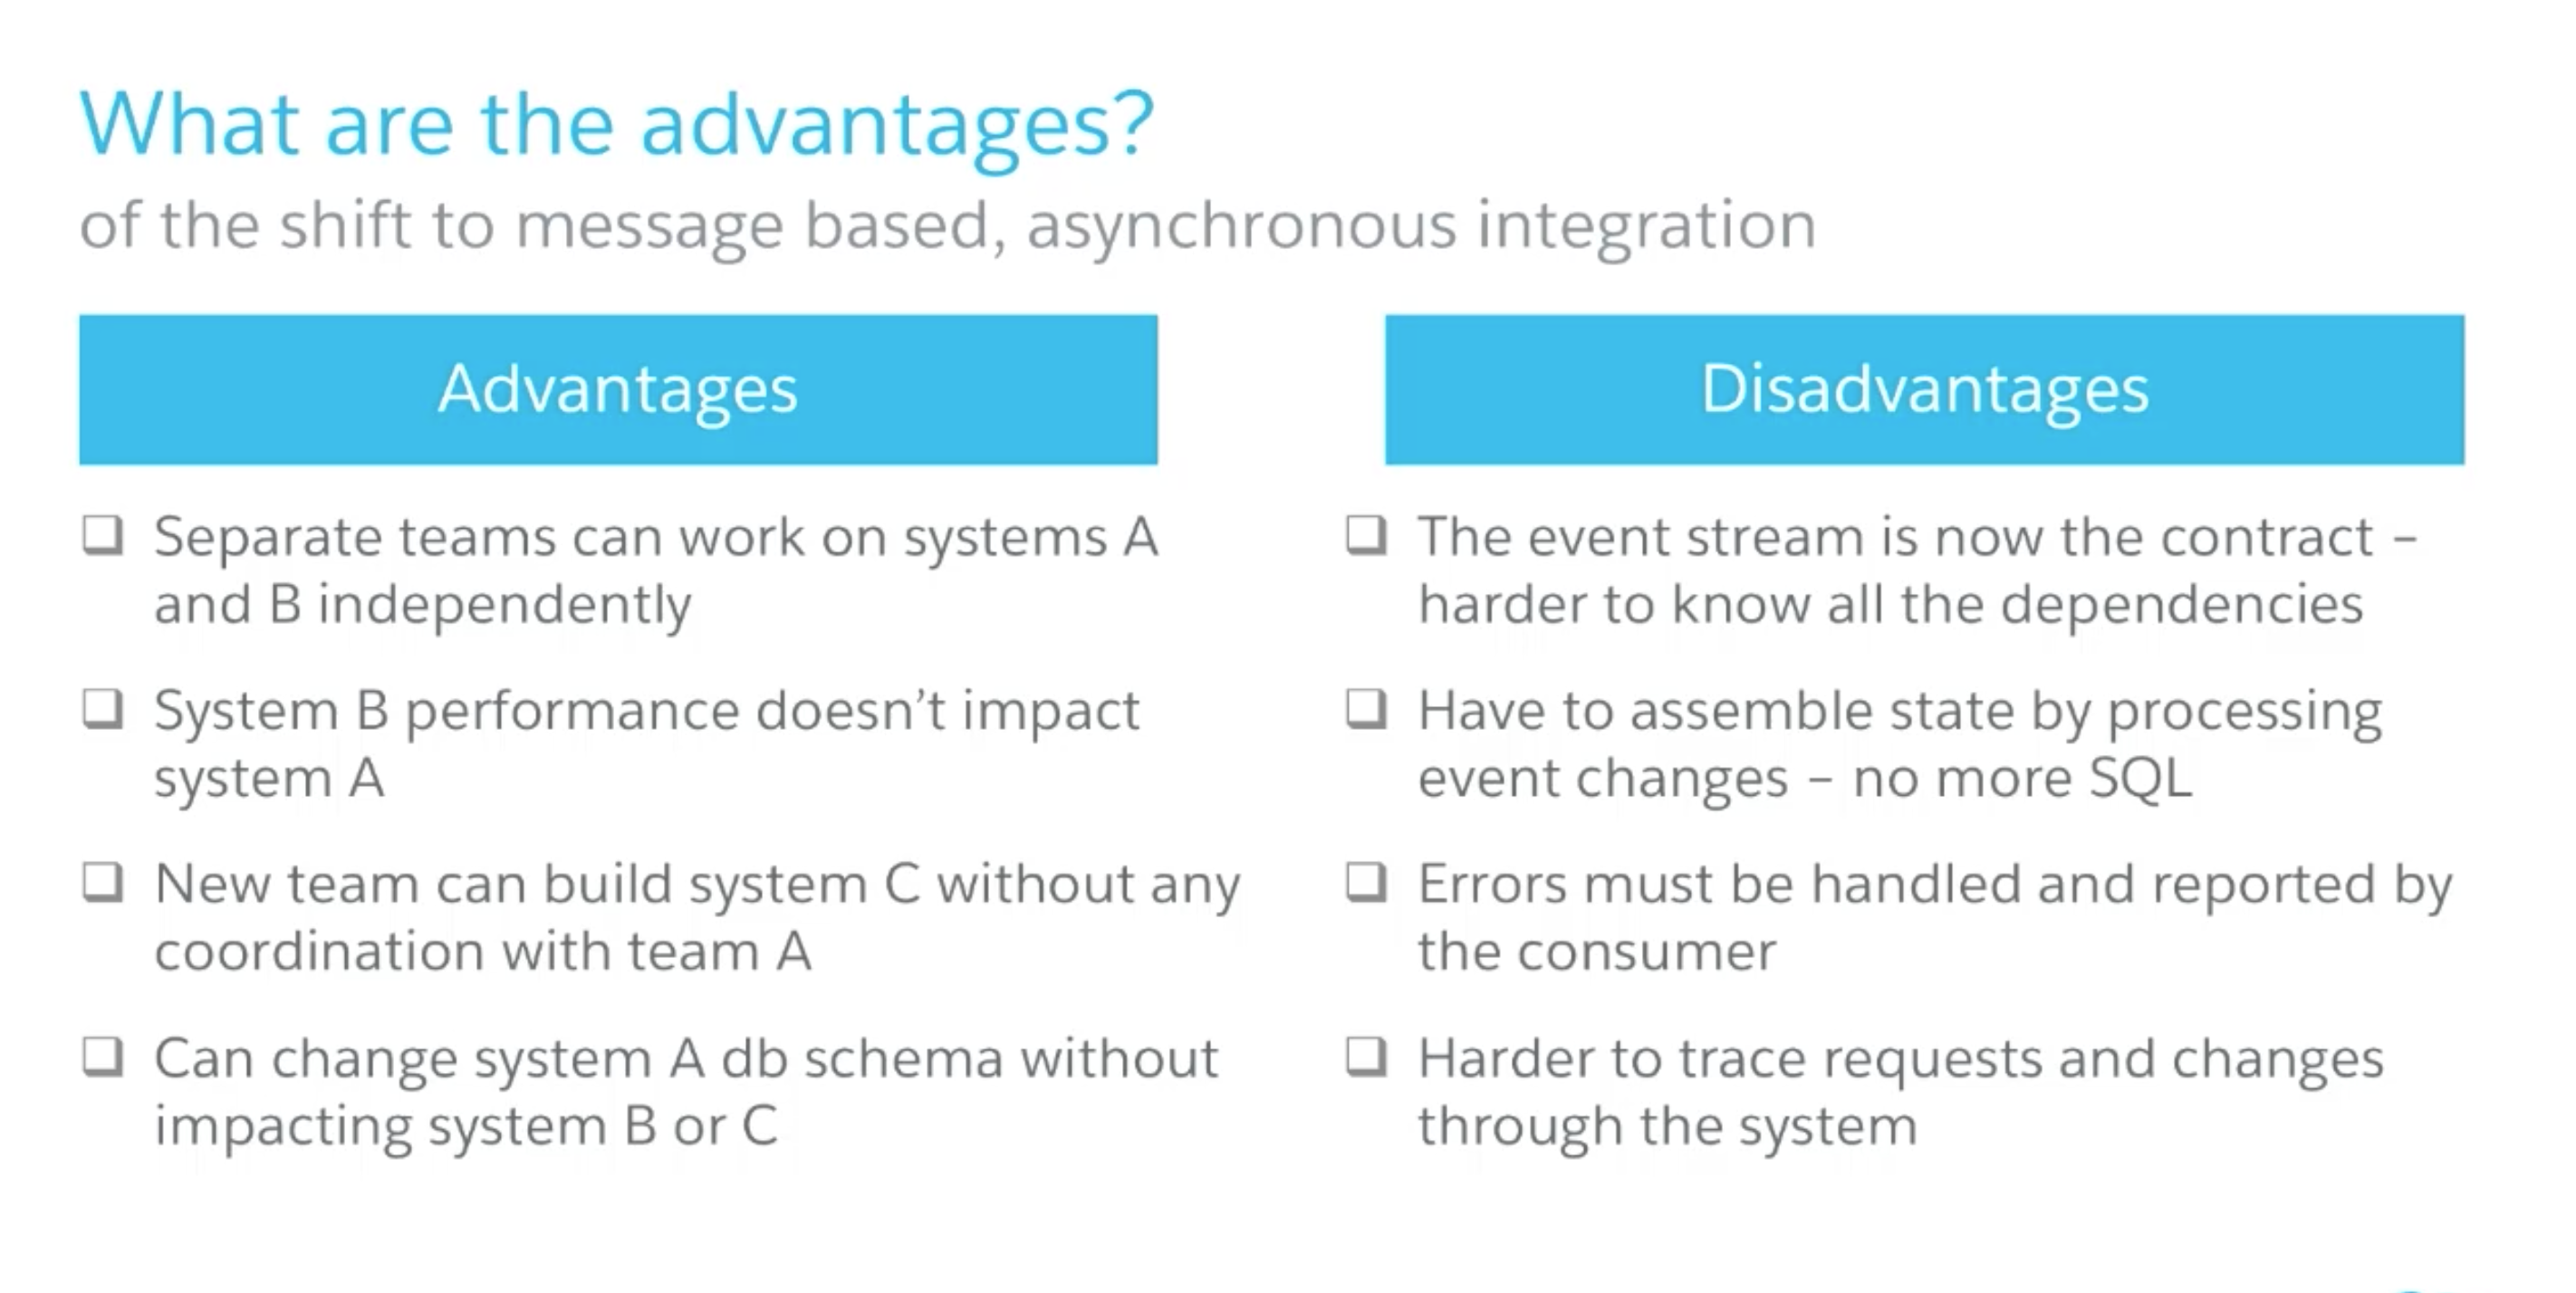 What are the advantages?
of the shift to message based, asynchronous integration
Advantages
Separate teams can work on systems A
and B independently
System B performance doesn’t impact
system A
New team can build system C without any
coordination with team A
Can change system A db schema without
impacting system B or C
Disadvantages
The event stream is now the contract –
harder to know all the dependencies
Have to assemble state by processing
event changes – no more SQL
Errors must be handled and reported by
the consumer
Harder to trace requests and changes
through the system